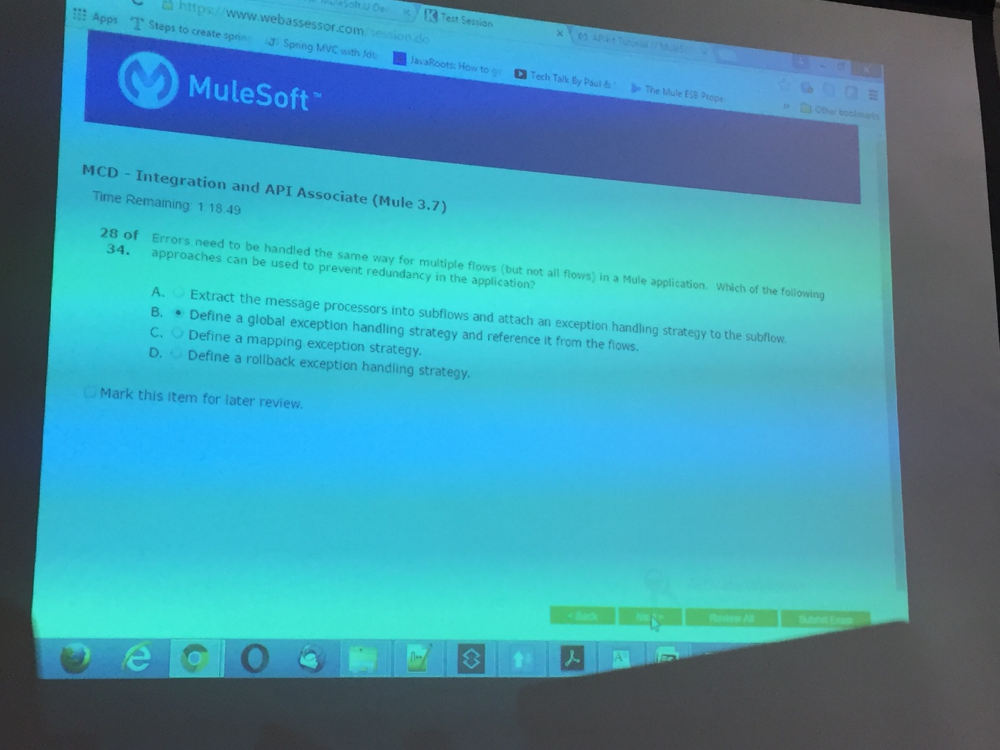 MuleSoft.U Dev
Test Session
APIkit Tutorial // MuleS
https://www.webassessor.com/session.do
Apps
Steps to create sprin
Spring MVC with Jdb
JavaRoots: How to g
Tech Talk By Paul &
The Mule ESB Prope
Other bookmarks
MuleSoft™
MCD - Integration and API Associate (Mule 3.7)
Time Remaining: 1:18:49
28 of
34.
Errors need to be handled the same way for multiple flows (but not all flows) in a Mule application. Which of the following
approaches can be used to prevent redundancy in the application?
A. Extract the message processors into subflows and attach an exception handling strategy to the subflow.
B. Define a global exception handling strategy and reference it from the flows.
C. Define a mapping exception strategy.
D. Define a rollback exception handling strategy.
Mark this item for later review.
Activate Windows
< Back
Next >
Review All
Submit Exam